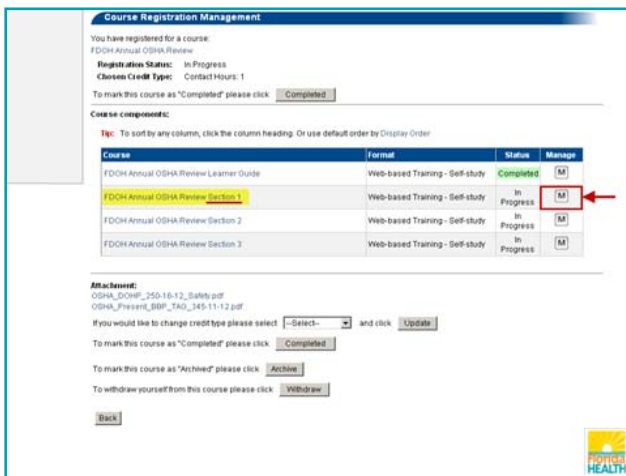 Course Registration Management
You have registered for a course:
FDOH Annual OSHA Review
Registration Status: In Progress
Chosen Credit Type: Contact Hours: 1
To mark this course as "Completed" please click Completed
Course components:
Tip: To sort by any column, click the column heading. Or use default order by Display Order
Course Format Status Manage
FDOH Annual OSHA Review Learner Guide Web-based Training - Self-study Completed M
FDOH Annual OSHA Review Section 1 Web-based Training - Self-study In Progress M
FDOH Annual OSHA Review Section 2 Web-based Training - Self-study In Progress M
FDOH Annual OSHA Review Section 3 Web-based Training - Self-study In Progress M
Attachment:
OSHA_DOHP_250-16-12_Safety.pdf
OSHA_Present_BBP_TAG_345-11-12.pdf
If you would like to change credit type please select --Select-- and click Update
To mark this course as "Completed" please click Completed
To mark this course as "Archived" please click Archive
To withdraw yourself from this course please click Withdraw
Back
Florida
HEALTH